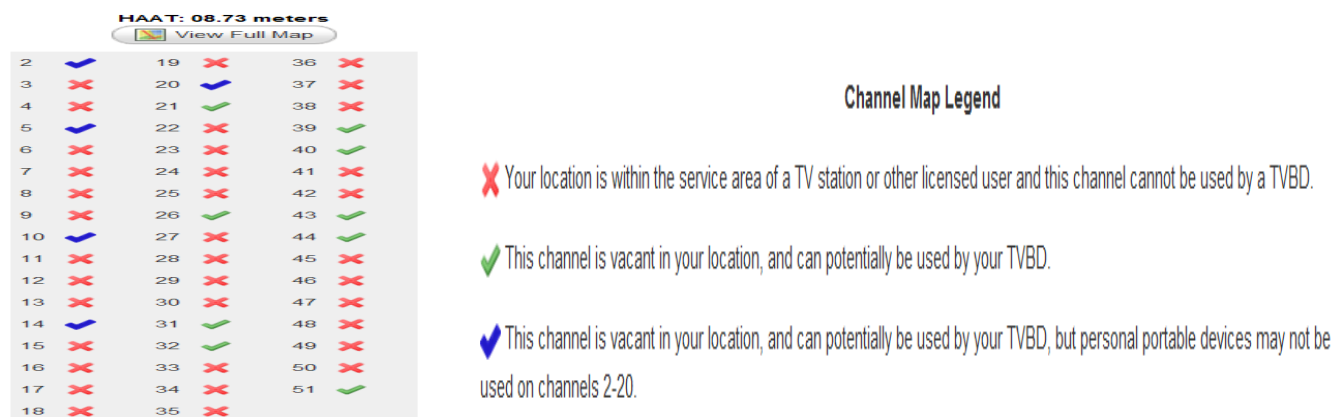 HAAT: 08.73 meters
View Full Map
2 19 36
3 20 37
4 21 38
5 22 39
6 23 40
7 24 41
8 25 42
9 26 43
10 27 44
11 28 45
12 29 46
13 30 47
14 31 48
15 32 49
16 33 50
17 34 51
18 35
Channel Map Legend
Your location is within the service area of a TV station or other licensed user and this channel cannot be used by a TVBD.
This channel is vacant in your location, and can potentially be used by your TVBD.
This channel is vacant in your location, and can potentially be used by your TVBD, but personal portable devices may not be
used on channels 2-20.